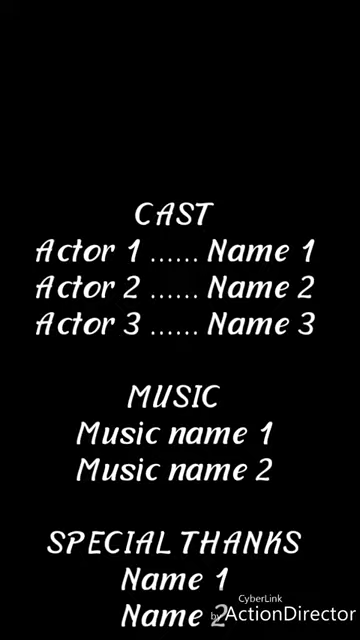 CAST
Actor 1 ...... Name 1
Actor 2 ...... Name 2
Actor 3 ...... Name 3
MUSIC
Music name 1
Music name 2
SPECIAL THANKS
Name 1
Name 2
CyberLink
by ActionDirector